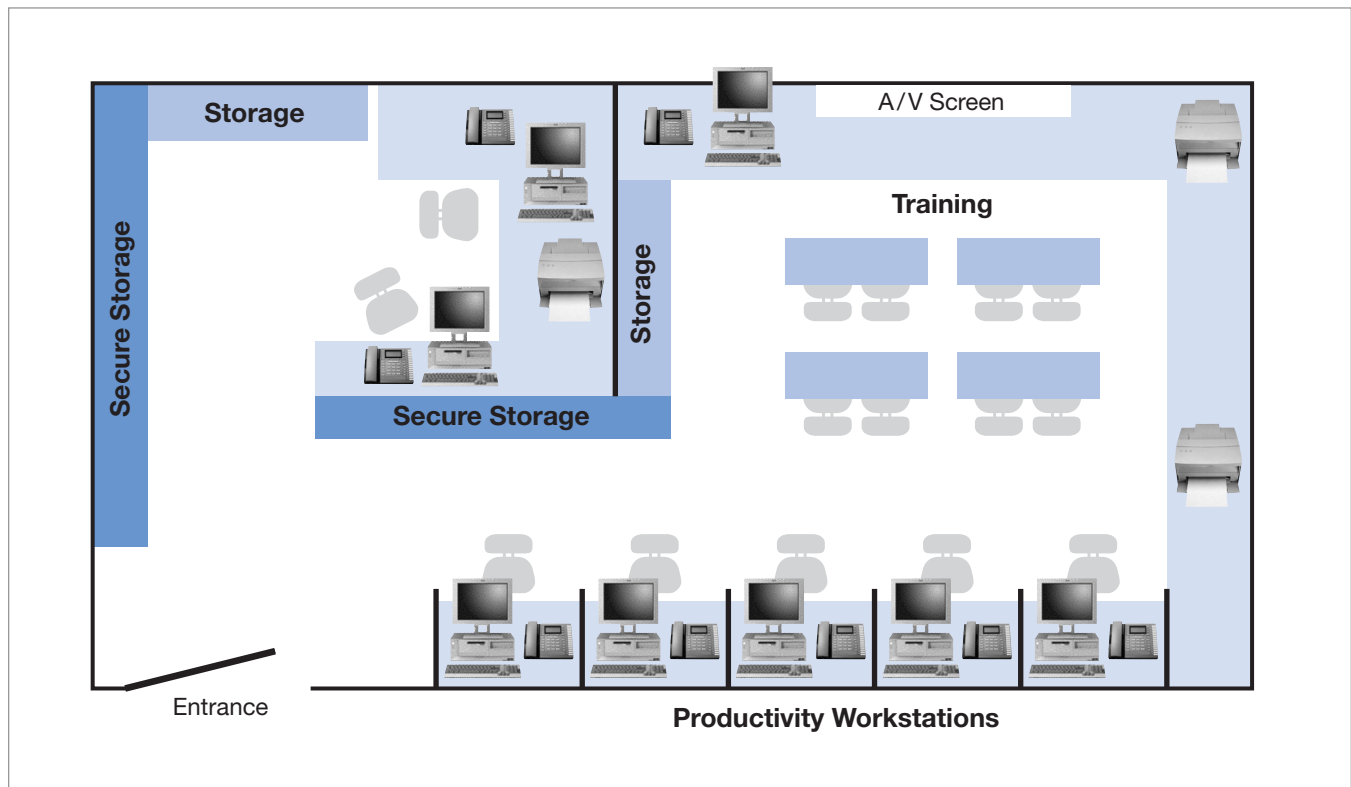 Storage
A/V Screen
Training
Secure Storage
Storage
Secure Storage
Entrance
Productivity Workstations